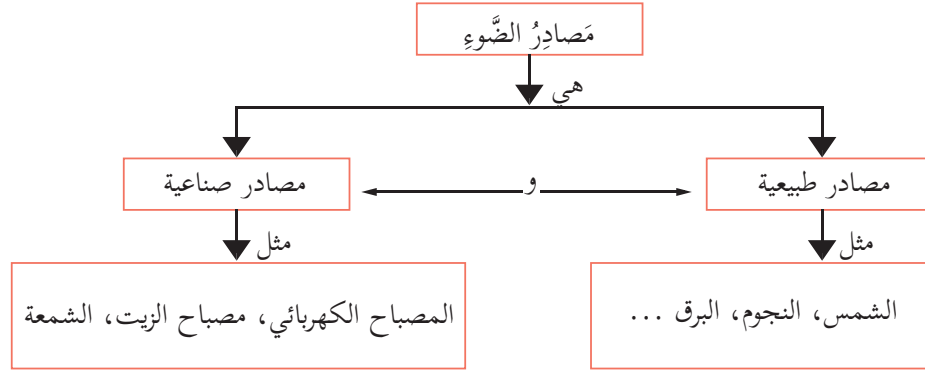 مَصادِرُ الضَّوءِ
هي
مصادر طبيعية
و
مصادر صناعية
مثل
مثل
الشمس، النجوم، البرق ...
المصباح الكهربائي، مصباح الزيت، الشمعة